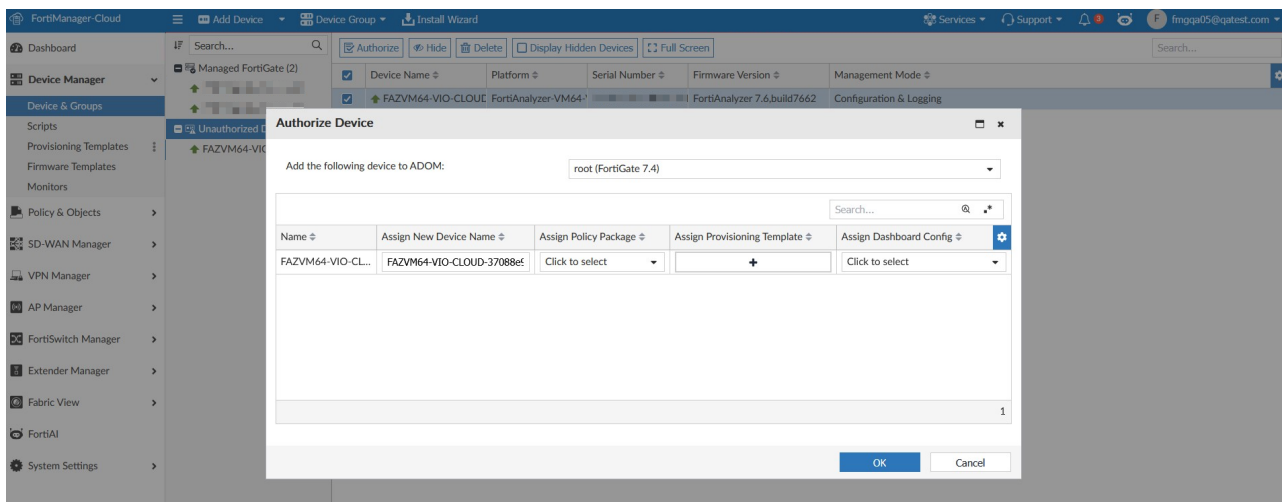 FortiManager-Cloud
Add Device
Device Group
Install Wizard
Services
Support
3
F
fmgqa05@qatest.com
Dashboard
Device Manager
Device & Groups
Scripts
Provisioning Templates
Firmware Templates
Monitors
Policy & Objects
SD-WAN Manager
VPN Manager
AP Manager
FortiSwitch Manager
Extender Manager
Fabric View
FortiAI
System Settings
Search...
Managed FortiGate (2)
Unauthorized
FAZVM64-VIO
Authorize
Hide
Delete
Display Hidden Devices
Full Screen
Search...
Device Name
Platform
Serial Number
Firmware Version
Management Mode
FAZVM64-VIO-CLOUD
FortiAnalyzer-VM64-
FortiAnalyzer 7.6,build7662
Configuration & Logging
Authorize Device
Add the following device to ADOM:
root (FortiGate 7.4)
Search...
.*
Name
Assign New Device Name
Assign Policy Package
Assign Provisioning Template
Assign Dashboard Config
FAZVM64-VIO-CL...
FAZVM64-VIO-CLOUD-37088e
Click to select
+
Click to select
1
OK
Cancel